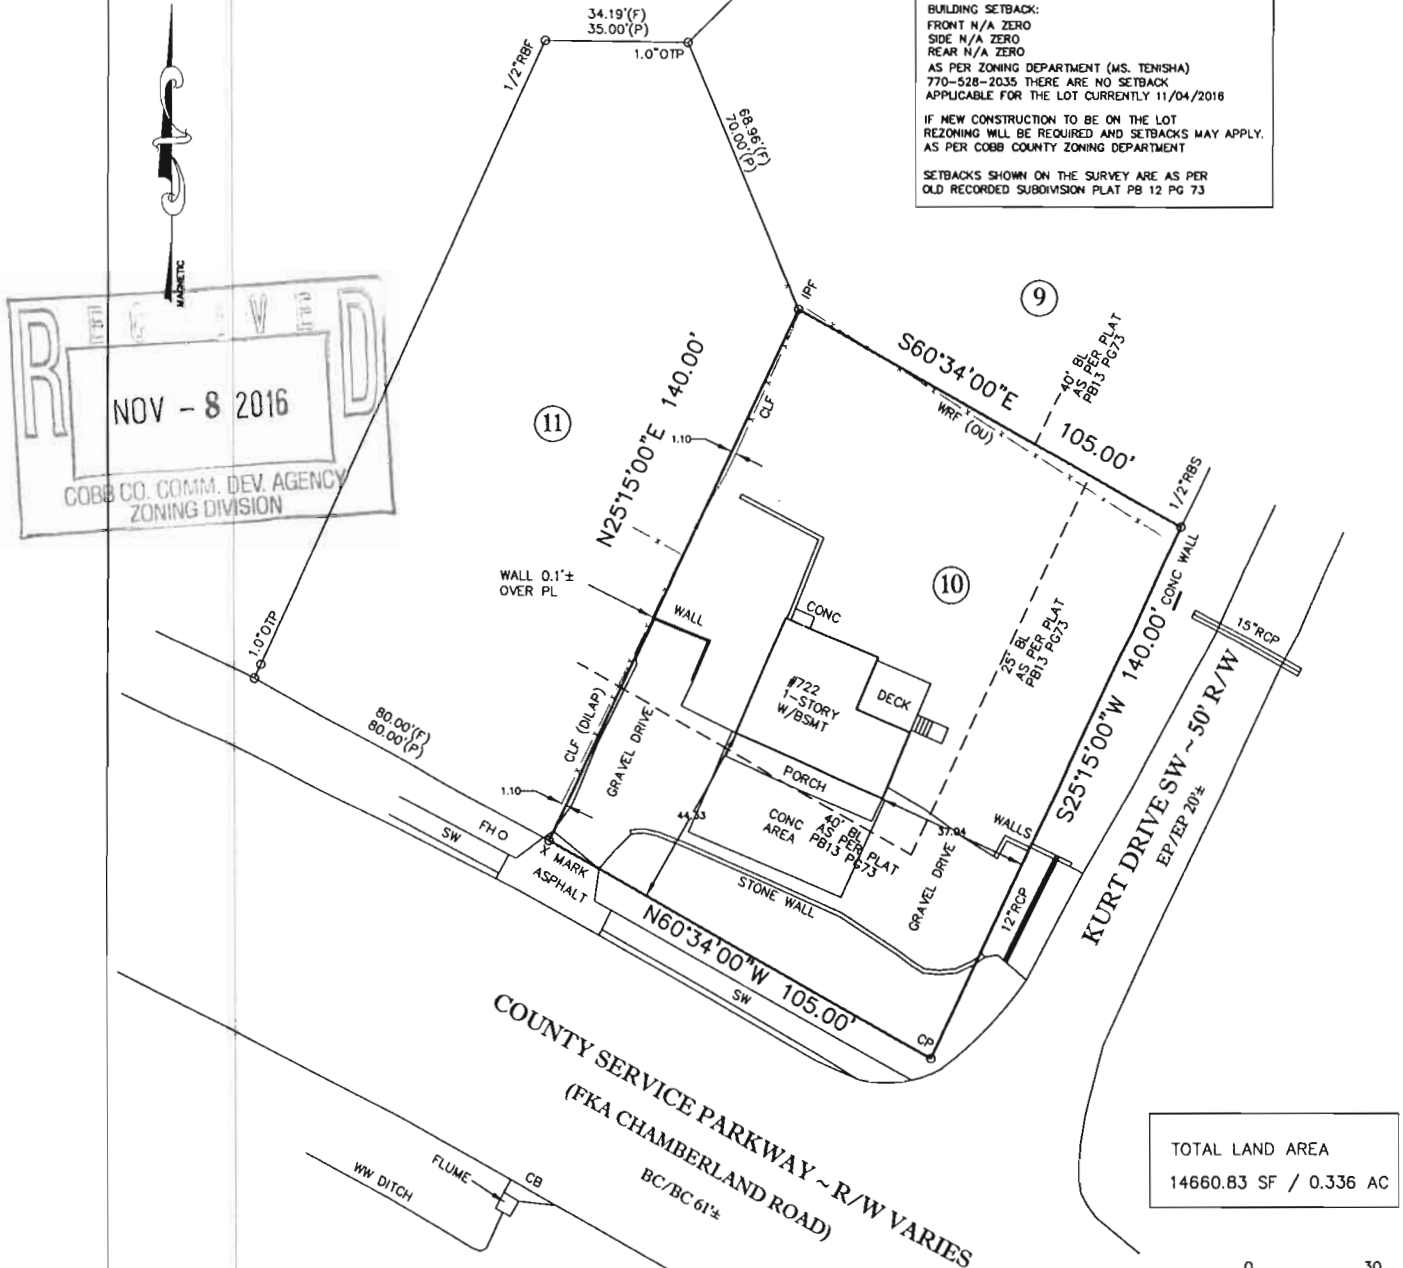 34.19'(F)
35.00'(P)
1/2"RBF
1.0"OTP
68.96'(F)
70.00'(P)
BUILDING SETBACK:
FRONT N/A ZERO
SIDE N/A ZERO
REAR N/A ZERO
AS PER ZONING DEPARTMENT (MS. TENISHA)
770-528-2035 THERE ARE NO SETBACK
APPLICABLE FOR THE LOT CURRENTLY 11/04/2016
IF NEW CONSTRUCTION TO BE ON THE LOT
REZONING WILL BE REQUIRED AND SETBACKS MAY APPLY.
AS PER COBB COUNTY ZONING DEPARTMENT
SETBACKS SHOWN ON THE SURVEY ARE AS PER
OLD RECORDED SUBDIVISION PLAT PB 12 PG 73
MAGNETIC
RECEIVED
NOV - 8 2016
COBB CO. COMM. DEV. AGENCY
ZONING DIVISION
IPF
9
S60°34'00"E
105.00'
40' BL
AS PER PLAT
PB13 PG73
WRF (OU)
CLF
1.10
11
N25°15'00"E 140.00'
1/2"RBS
CONC WALL
15"RCP
WALL 0.1'±
OVER PL
WALL
CONC
10
25' BL
AS PER PLAT
PB13 PG73
#722
1-STORY
W/BSMT
DECK
S25°15'00"W 140.00'
KURT DRIVE SW ~ 50' R/W
EP/EP 20'±
1.0"OTP
80.00'(F)
80.00'(P)
CLF (DILAP)
GRAVEL DRIVE
PORCH
1.10
44.33
CONC
AREA
40' BL
AS PER PLAT
PB13 PG73
37.94
WALLS
GRAVEL DRIVE
12"RCP
FH O
SW
X MARK
ASPHALT
STONE WALL
N60°34'00"W 105.00'
SW
CP
COUNTY SERVICE PARKWAY ~ R/W VARIES
(FKA CHAMBERLAND ROAD)
BC/BC 61'±
FLUME
CB
WW DITCH
TOTAL LAND AREA
14660.83 SF / 0.336 AC
0 30